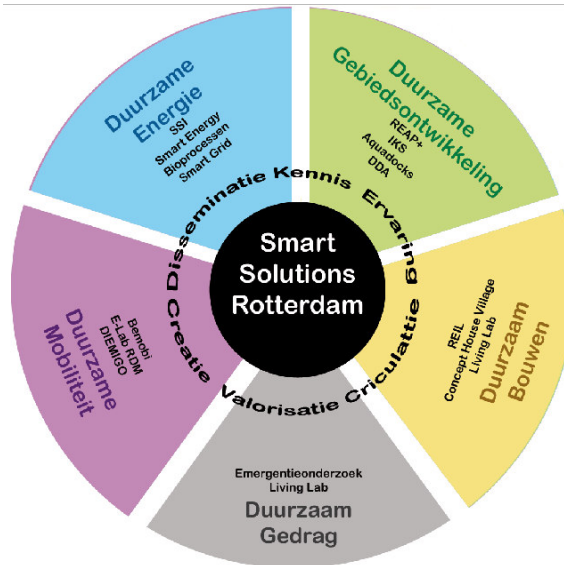 Duurzame
Energie
SSI
Smart Energy
Bioprocessen
Smart Grid
Duurzame
Gebiedsontwikkeling
REAP+
IKS
Aquadocks
DDA
REIL
Concept House Village
Living Lab
Duurzaam
Bouwen
Emergentieonderzoek
Living Lab
Duurzaam
Gedrag
Bemobi
E-Lab RDM
DIEMIGO
Duurzame
Mobiliteit
Creatie Disseminatie Kennis Ervaring Criculattie Valorisatie
Smart
Solutions
Rotterdam